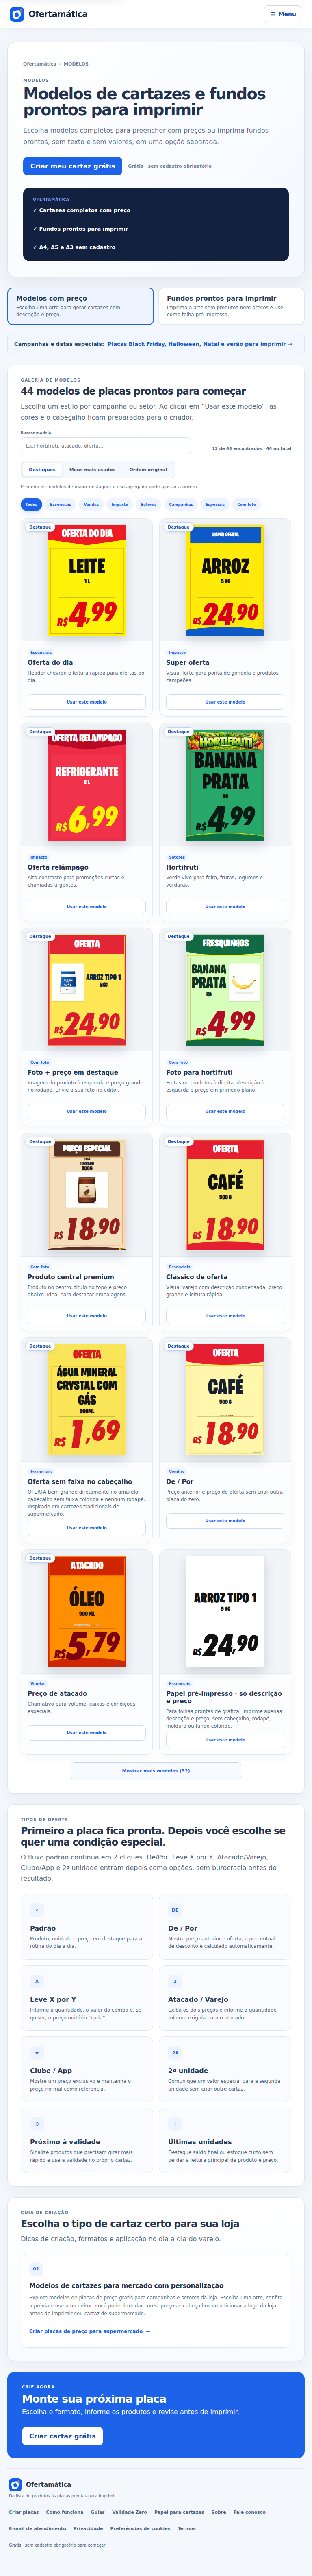 Ofertamática
☰ Menu
Ofertamática › MODELOS
MODELOS
Modelos de cartazes e fundos
prontos para imprimir
Escolha modelos completos para preencher com preços ou imprima fundos
prontos, sem texto e sem valores, em uma opção separada.
Criar meu cartaz grátis
Grátis · sem cadastro obrigatório
OFERTAMÁTICA
✓ Cartazes completos com preço
✓ Fundos prontos para imprimir
✓ A4, A5 e A3 sem cadastro
Modelos com preço
Escolha uma arte para gerar cartazes com
descrição e preço.
Fundos prontos para imprimir
Imprima a arte sem produtos nem preços e use
como folha pré-impressa.
Campanhas e datas especiais: Placas Black Friday, Halloween, Natal e verão para imprimir →
GALERIA DE MODELOS
44 modelos de placas prontos para começar
Escolha um estilo por campanha ou setor. Ao clicar em “Usar este modelo”, as
cores e o cabeçalho ficam preparados para o criador.
Buscar modelo
Ex.: hortifruti, atacado, oferta...
12 de 44 encontrados · 44 no total
Destaques
Meus mais usados
Ordem original
Primeiro os modelos de maior destaque; o uso agregado pode ajustar a ordem.
Todos
Essenciais
Vendas
Impacto
Setores
Campanhas
Especiais
Com foto
Destaque
OFERTA DO DIA
LEITE
1 L
R$4,99
Essenciais
Oferta do dia
Header chevron e leitura rápida para ofertas do
dia.
Usar este modelo
Destaque
SUPER OFERTA
ARROZ
5 KG
R$24,90
Impacto
Super oferta
Visual forte para ponta de gôndola e produtos
campeões.
Usar este modelo
Destaque
OFERTA RELÂMPAGO
REFRIGERANTE
2 L
R$6,99
Impacto
Oferta relâmpago
Alto contraste para promoções curtas e
chamadas urgentes.
Usar este modelo
Destaque
HORTIFRUTI
BANANA
PRATA
KG
R$4,99
Setores
Hortifruti
Verde vivo para feira, frutas, legumes e
verduras.
Usar este modelo
Destaque
OFERTA
ARROZ TIPO 1
5KG
R$24,90
Com foto
Foto + preço em destaque
Imagem do produto à esquerda e preço grande
no rodapé. Envie a sua foto no editor.
Usar este modelo
Destaque
FRESQUINHOS
BANANA
PRATA
KG
R$4,99
Com foto
Foto para hortifruti
Frutas ou produtos à direita, descrição à
esquerda e preço em primeiro plano.
Usar este modelo
Destaque
PREÇO ESPECIAL
CAFÉ
TORRADO
500G
R$18,90
Com foto
Produto central premium
Produto no centro, título no topo e preço
abaixo. Ideal para destacar embalagens.
Usar este modelo
Destaque
OFERTA
CAFÉ
500 G
R$18,90
Essenciais
Clássico de oferta
Visual varejo com descrição condensada, preço
grande e leitura rápida.
Usar este modelo
Destaque
OFERTA
ÁGUA MINERAL
CRYSTAL COM
GÁS
500ML
R$1,69
Essenciais
Oferta sem faixa no cabeçalho
OFERTA bem grande diretamente no amarelo,
cabeçalho sem faixa colorida e nenhum rodapé.
Inspirado em cartazes tradicionais de
supermercado.
Usar este modelo
Destaque
OFERTA
CAFÉ
500 G
R$18,90
Vendas
De / Por
Preço anterior e preço de oferta sem criar outra
placa do zero.
Usar este modelo
Destaque
ATACADO
ÓLEO
900 ML
R$5,79
Vendas
Preço de atacado
Chamativo para volume, caixas e condições
especiais.
Usar este modelo
ARROZ TIPO 1
5 KG
R$24,90
Essenciais
Papel pré-impresso · só descrição
e preço
Para folhas prontas de gráfica: imprime apenas
descrição e preço, sem cabeçalho, rodapé,
moldura ou fundo colorido.
Usar este modelo
Mostrar mais modelos (32)
TIPOS DE OFERTA
Primeiro a placa fica pronta. Depois você escolhe se
quer uma condição especial.
O fluxo padrão continua em 2 cliques. De/Por, Leve X por Y, Atacado/Varejo,
Clube/App e 2ª unidade entram depois como opções, sem burocracia antes do
resultado.
✓
Padrão
Produto, unidade e preço em destaque para a
rotina do dia a dia.
DE
De / Por
Mostre preço anterior e oferta; o percentual
de desconto é calculado automaticamente.
X
Leve X por Y
Informe a quantidade, o valor do combo e, se
quiser, o preço unitário “cada”.
2
Atacado / Varejo
Exiba os dois preços e informe a quantidade
mínima exigida para o atacado.
★
Clube / App
Mostre um preço exclusivo e mantenha o
preço normal como referência.
2ª
2ª unidade
Comunique um valor especial para a segunda
unidade sem criar outro cartaz.
Próximo à validade
Sinalize produtos que precisam girar mais
rápido e use a validade no próprio cartaz.
Últimas unidades
Destaque saldo final ou estoque curto sem
perder a leitura principal de produto e preço.
GUIA DE CRIAÇÃO
Escolha o tipo de cartaz certo para sua loja
Dicas de criação, formatos e aplicação no dia a dia do varejo.
01
Modelos de cartazes para mercado com personalização
Explore modelos de placas de preço grátis para campanhas e setores da loja. Escolha uma arte, confira
a prévia e use-a no editor: você poderá mudar cores, preços e cabeçalhos ou adicionar a logo da loja
antes de imprimir seu cartaz de supermercado.
Criar placas de preço para supermercado →
CRIE AGORA
Monte sua próxima placa
Escolha o formato, informe os produtos e revise antes de imprimir.
Criar cartaz grátis
Ofertamática
Da lista de produtos às placas prontas para imprimir.
Criar placas
Como funciona
Guias
Validade Zero
Papel para cartazes
Sobre
Fale conosco
E-mail de atendimento
Privacidade
Preferências de cookies
Termos
Grátis · sem cadastro obrigatório para começar